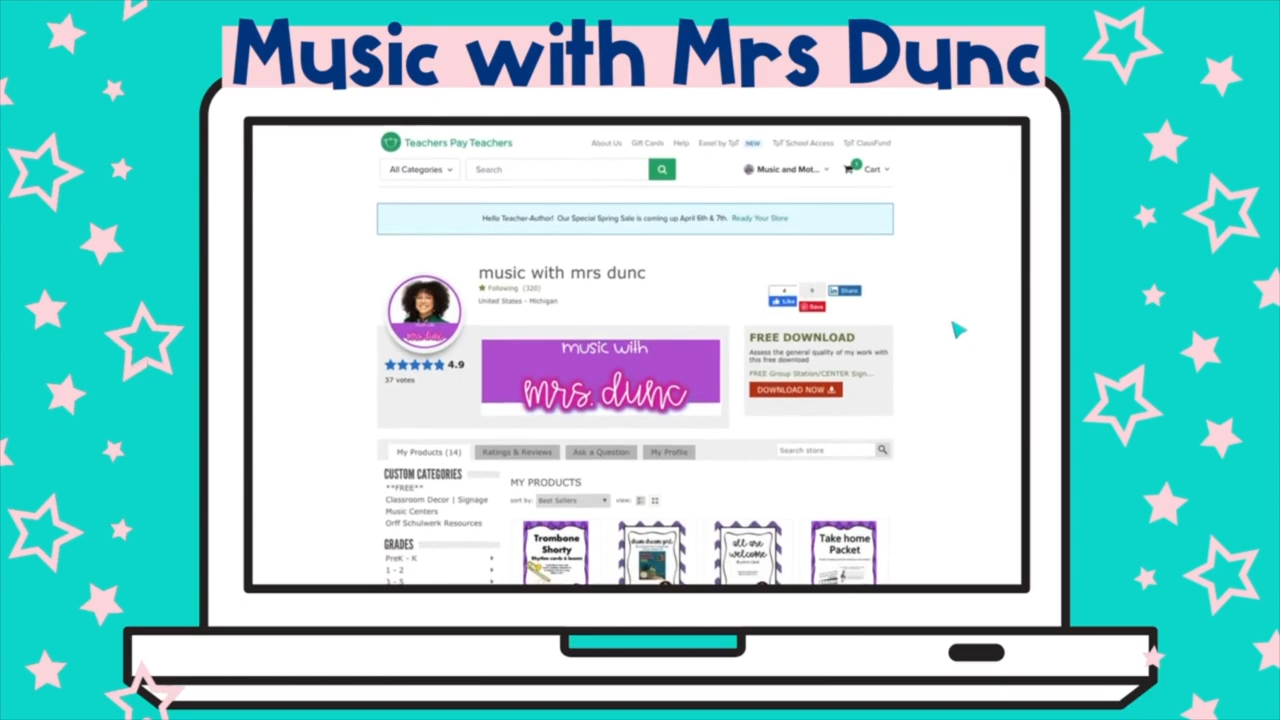 Music with Mrs Dunc
Teachers Pay Teachers
About Us Gift Cards Help Easel by TpT NEW TpT School Access TpT ClassFund
All Categories Search Music and Mot... Cart
Hello Teacher-Author! Our Special Spring Sale is coming up April 6th & 7th. Ready Your Store
music with mrs dunc
Following (320)
United States - Michigan
Like Save Share
music with
mrs. dunc
4.9
37 votes
FREE DOWNLOAD
Assess the general quality of my work with
this free download
FREE Group Station/CENTER Sign...
DOWNLOAD NOW
My Products (14) Ratings & Reviews Ask a Question My Profile Search store
CUSTOM CATEGORIES
**FREE**
Classroom Decor | Signage
Music Centers
Orff Schulwerk Resources
GRADES
PreK - K
1 - 2
MY PRODUCTS
sort by: Best Sellers view:
Trombone
Shorty
Rhythm cards & lesson
all are
welcome
Take home
Packet